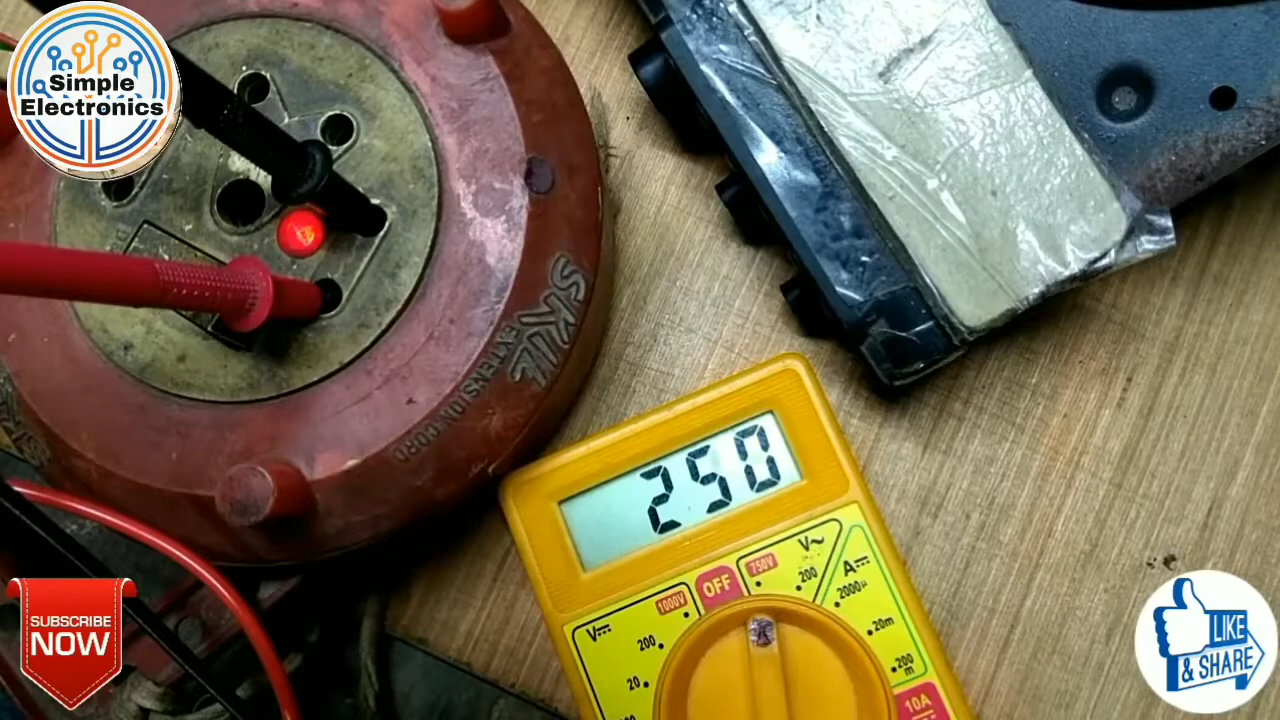 Simple
Electronics
SKIL
EXTENSION CORD
250
OFF
750V
V~
200
1000V
V
200
20
A
2000µ
20m
200
m
10A
SUBSCRIBE
NOW
LIKE
& SHARE